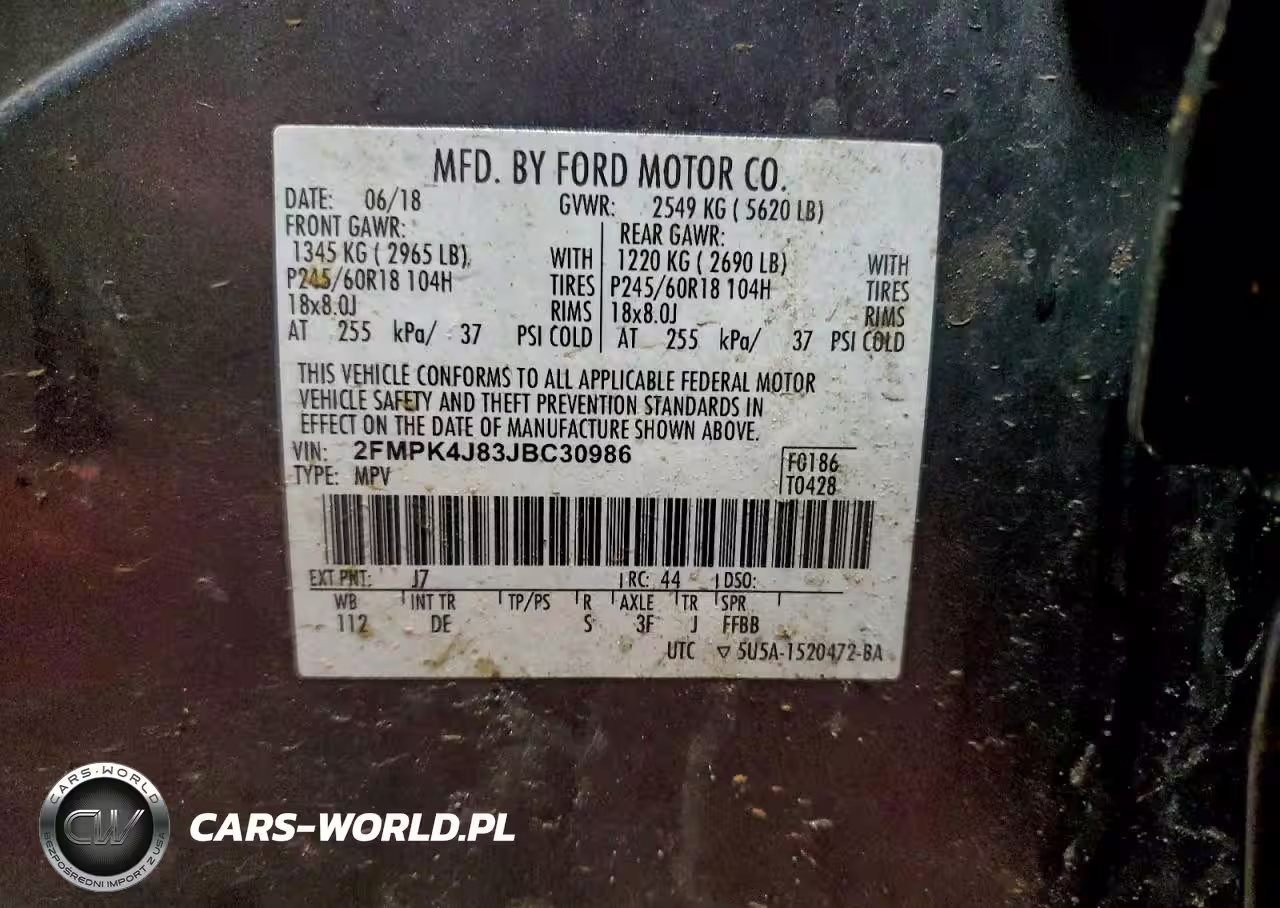 MFD. BY FORD MOTOR CO.
DATE: 06/18 GVWR: 2549 KG ( 5620 LB)
FRONT GAWR: REAR GAWR:
1345 KG ( 2965 LB) WITH 1220 KG ( 2690 LB) WITH
P245/60R18 104H TIRES P245/60R18 104H TIRES
18x8.0J RIMS 18x8.0J RIMS
AT 255 kPa/ 37 PSI COLD AT 255 kPa/ 37 PSI COLD
THIS VEHICLE CONFORMS TO ALL APPLICABLE FEDERAL MOTOR
VEHICLE SAFETY AND THEFT PREVENTION STANDARDS IN
EFFECT ON THE DATE OF MANUFACTURE SHOWN ABOVE.
VIN: 2FMPK4J83JBC30986
TYPE: MPV
F0186
T0428
EXT PNT: J7 RC: 44 DSO:
WB INT TR TP/PS R AXLE TR SPR
112 DE S 3F J FFBB
UTC ▽ 5U5A-1520472-BA
CARS-WORLD
CW
BEZPOŚREDNI IMPORT Z USA
CARS-WORLD.PL